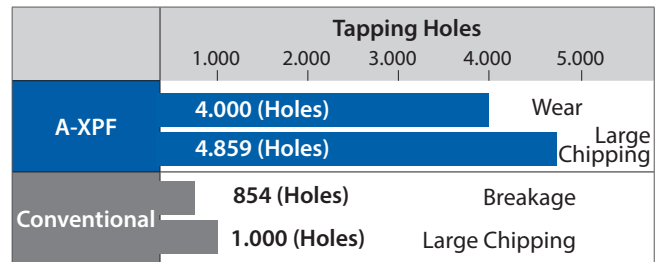 Tapping Holes
1.000 2.000 3.000 4.000 5.000
A-XPF
4.000 (Holes) Wear
4.859 (Holes) Large
Chipping
Conventional
854 (Holes) Breakage
1.000 (Holes) Large Chipping